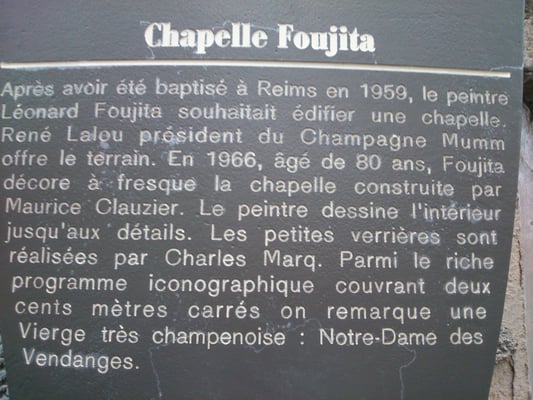 Chapelle Foujita
Après avoir été baptisé à Reims en 1959, le peintre
Léonard Foujita souhaitait édifier une chapelle.
René Lalou président du Champagne Mumm
offre le terrain. En 1966, âgé de 80 ans, Foujita
décore à fresque la chapelle construite par
Maurice Clauzier. Le peintre dessine l'intérieur
jusqu'aux détails. Les petites verrières sont
réalisées par Charles Marq. Parmi le riche
programme iconographique couvrant deux
cents mètres carrés on remarque une
Vierge très champenoise : Notre-Dame des
Vendanges.